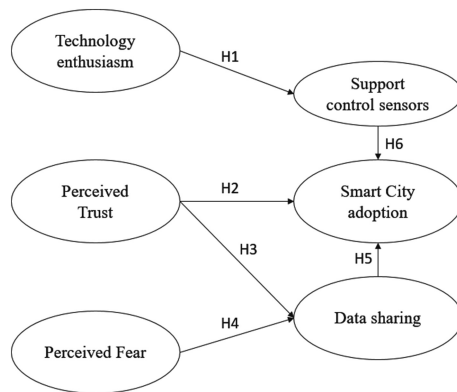 Technology
enthusiasm
H1
Support
control sensors
H6
Perceived
Trust
H2
Smart City
adoption
H3
H5
H4
Data sharing
Perceived Fear